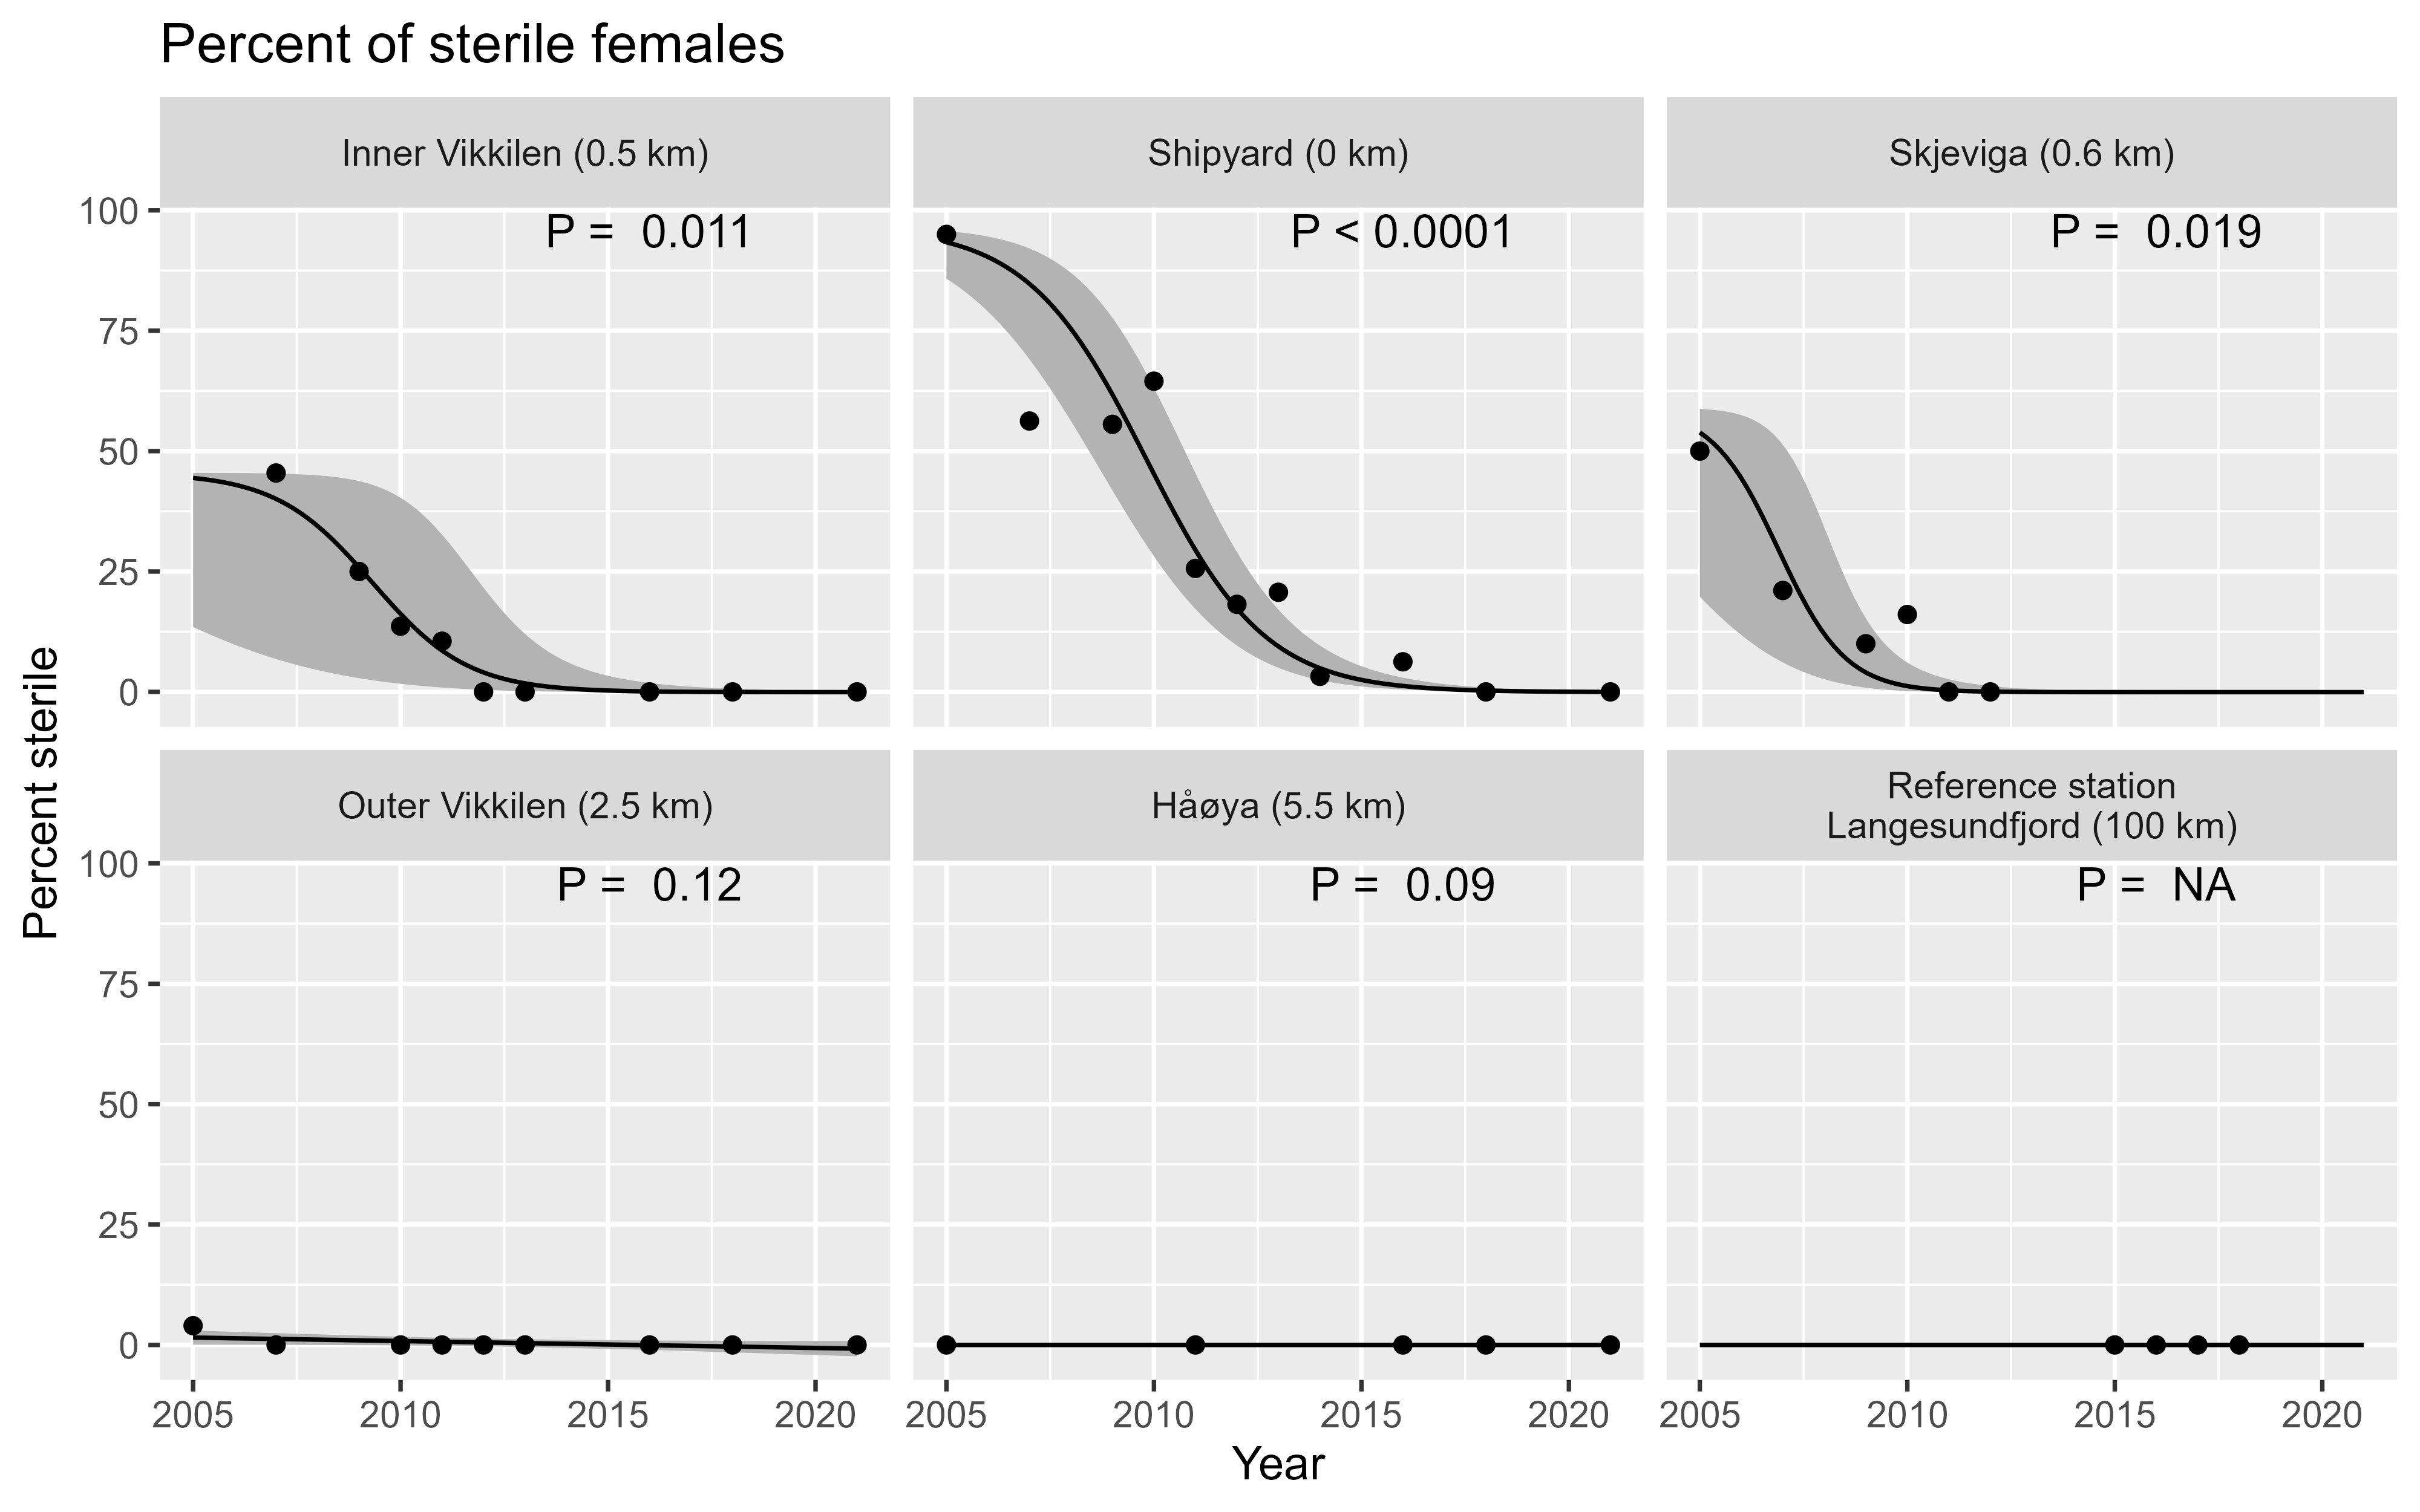 Percent of sterile females
Inner Vikkilen (0.5 km)
Shipyard (0 km)
Skjeviga (0.6 km)
P =  0.011
P < 0.0001
P =  0.019
100
75
50
25
0
Percent sterile
Outer Vikkilen (2.5 km)
Håøya (5.5 km)
Reference station
Langesundfjord (100 km)
P =  0.12
P =  0.09
P =  NA
100
75
50
25
0
2005 2010 2015 2020 2005 2010 2015 2020 2005 2010 2015 2020
Year